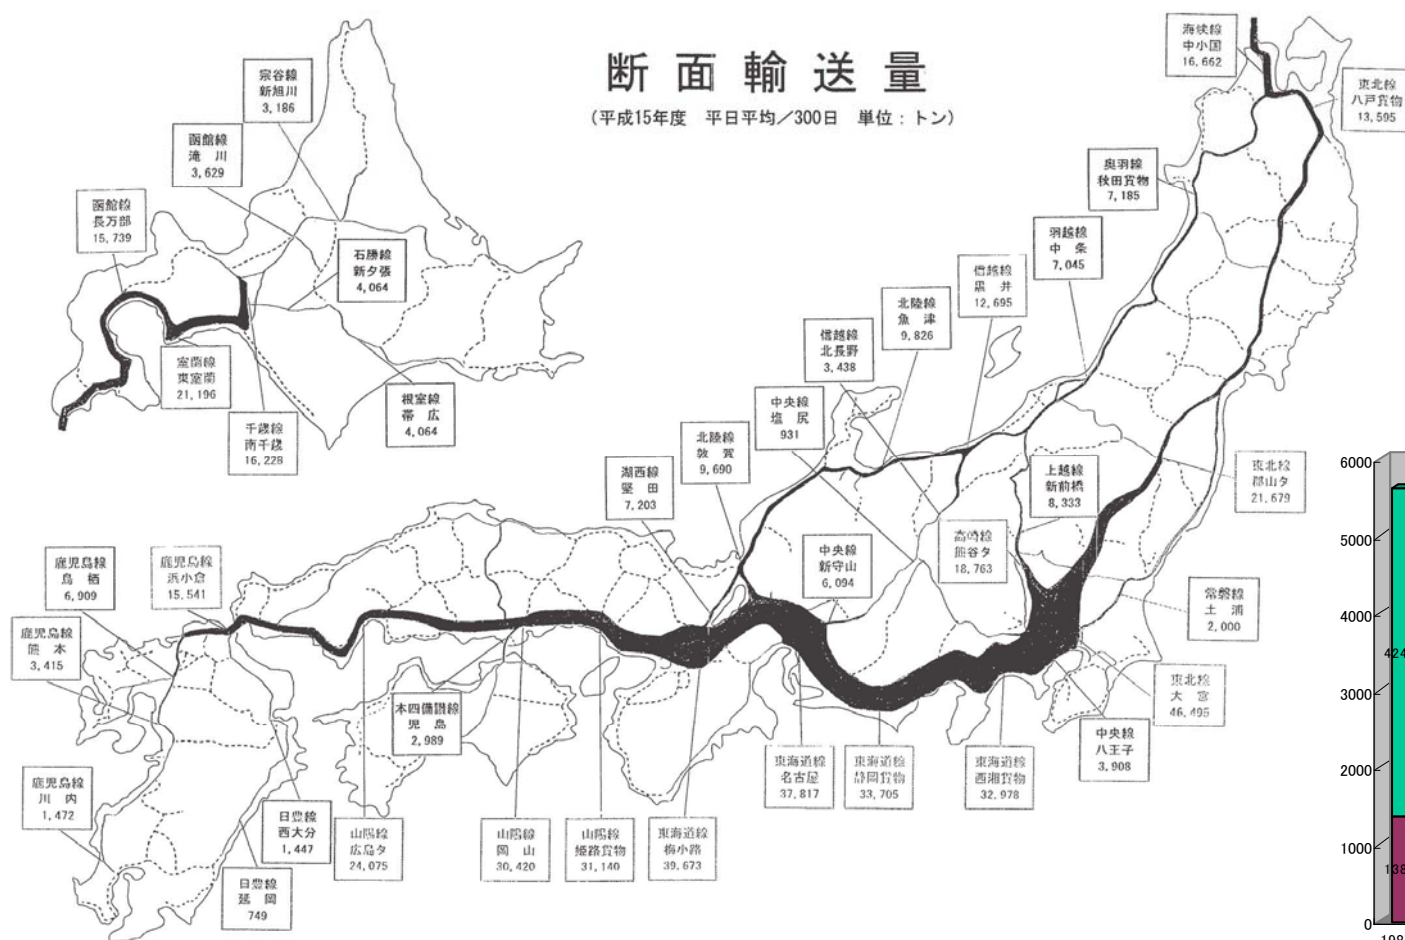 断面輸送量
(平成15年度　平日平均／300日　単位：トン)
海峡線
中小国
16,662
東北線
八戸貨物
13,595
宗谷線
新旭川
3,186
函館線
滝川
3,629
函館線
長万部
15,739
石勝線
新夕張
4,064
室蘭線
東室蘭
21,196
根室線
帯広
4,064
千歳線
南千歳
16,228
奥羽線
秋田貨物
7,185
羽越線
中条
7,045
信越線
黒井
12,695
北陸線
魚津
9,826
信越線
北長野
3,438
中央線
塩尻
931
北陸線
敦賀
9,690
湖西線
堅田
7,203
上越線
新前橋
8,333
東北線
郡山タ
21,679
高崎線
熊谷タ
18,763
中央線
新守山
6,094
常磐線
土浦
2,000
東北線
大宮
46,495
中央線
八王子
3,908
鹿児島線
鳥栖
6,909
鹿児島線
浜小倉
15,541
鹿児島線
熊本
3,415
本四備讃線
児島
2,989
鹿児島線
川内
1,472
日豊線
西大分
1,447
日豊線
延岡
749
山陽線
広島タ
24,075
山陽線
岡山
30,420
山陽線
姫路貨物
31,140
東海道線
梅小路
39,673
東海道線
名古屋
37,817
東海道線
静岡貨物
33,705
東海道線
西湘貨物
32,978
6000
5000
4000
3000
2000
1000
0
424
138
198